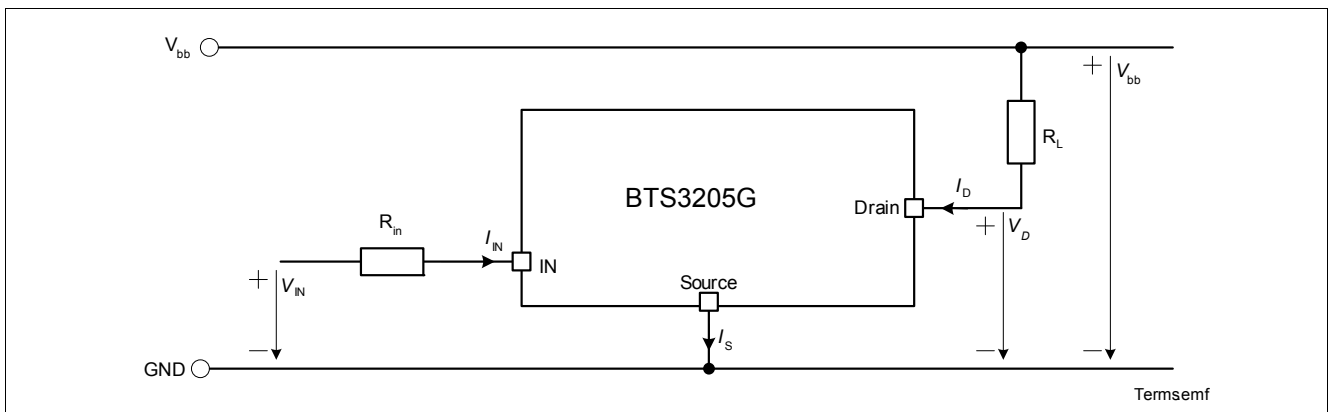 V_bb
+
V_bb
R_L
BTS3205G
I_D
Drain
+
V_D
R_in
I_IN
IN
+
V_IN
Source
I_S
−
−
−
GND
Termsemf